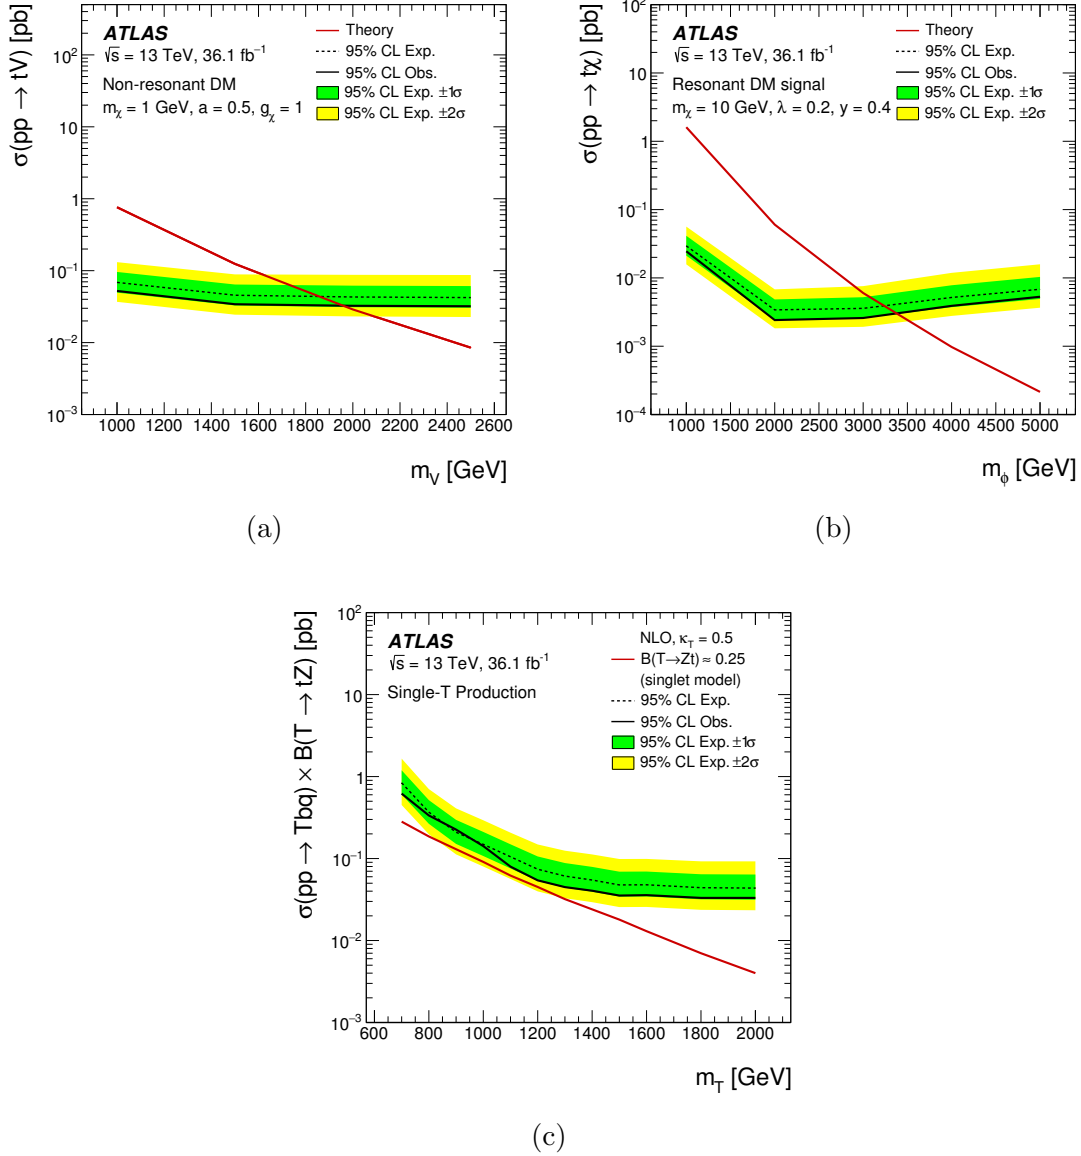 σ(pp → tV) [pb]
ATLAS
√s = 13 TeV, 36.1 fb⁻¹
Non-resonant DM
m_χ = 1 GeV, a = 0.5, g_χ = 1
Theory
95% CL Exp.
95% CL Obs.
95% CL Exp. ±1σ
95% CL Exp. ±2σ
10²
10
1
10⁻¹
10⁻²
10⁻³
1000 1200 1400 1600 1800 2000 2200 2400 2600
m_V [GeV]
(a)
σ(pp → tχ) [pb]
ATLAS
√s = 13 TeV, 36.1 fb⁻¹
Resonant DM signal
m_χ = 10 GeV, λ = 0.2, y = 0.4
Theory
95% CL Exp.
95% CL Obs.
95% CL Exp. ±1σ
95% CL Exp. ±2σ
10²
10
1
10⁻¹
10⁻²
10⁻³
10⁻⁴
1000 1500 2000 2500 3000 3500 4000 4500 5000
m_ϕ [GeV]
(b)
σ(pp → Tbq) × B(T → tZ) [pb]
ATLAS
√s = 13 TeV, 36.1 fb⁻¹
Single-T Production
NLO, κ_T = 0.5
B(T→Zt) ≈ 0.25
(singlet model)
95% CL Exp.
95% CL Obs.
95% CL Exp. ±1σ
95% CL Exp. ±2σ
10²
10
1
10⁻¹
10⁻²
10⁻³
600 800 1000 1200 1400 1600 1800 2000
m_T [GeV]
(c)